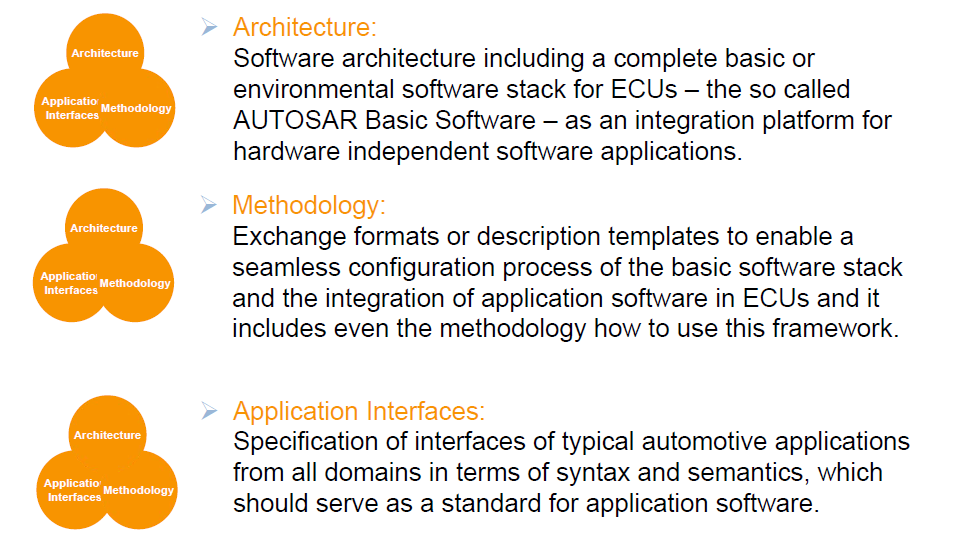 Architecture
Applicatio
Interfaces
Methodology
Architecture:
Software architecture including a complete basic or
environmental software stack for ECUs – the so called
AUTOSAR Basic Software – as an integration platform for
hardware independent software applications.
Architecture
Applicatio
Interfaces
Methodology
Methodology:
Exchange formats or description templates to enable a
seamless configuration process of the basic software stack
and the integration of application software in ECUs and it
includes even the methodology how to use this framework.
Architecture
Applicatio
Interfaces
Methodology
Application Interfaces:
Specification of interfaces of typical automotive applications
from all domains in terms of syntax and semantics, which
should serve as a standard for application software.